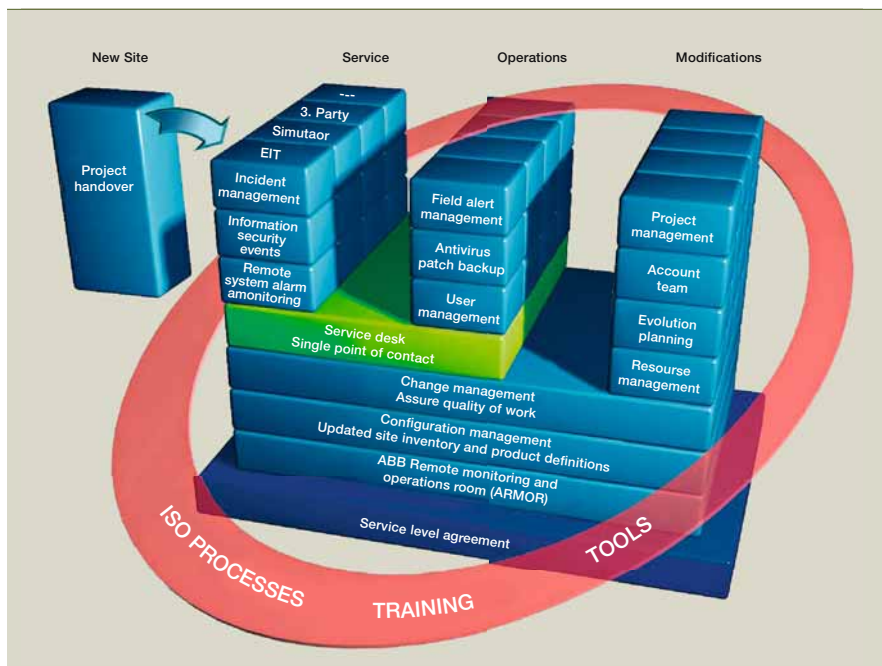 New Site
Service
Operations
Modifications
Project
handover
---
3. Party
Simutaor
EIT
Incident
management
Information
security
events
Remote
system alarm
amonitoring
Field alert
management
Antivirus
patch backup
User
management
Project
management
Account
team
Evolution
planning
Resourse
management
Service desk
Single point of contact
Change management
Assure quality of work
Configuration management
Updated site inventory and product definitions
ABB Remote monitoring and
operations room (ARMOR)
Service level agreement
ISO PROCESSES
TRAINING
TOOLS